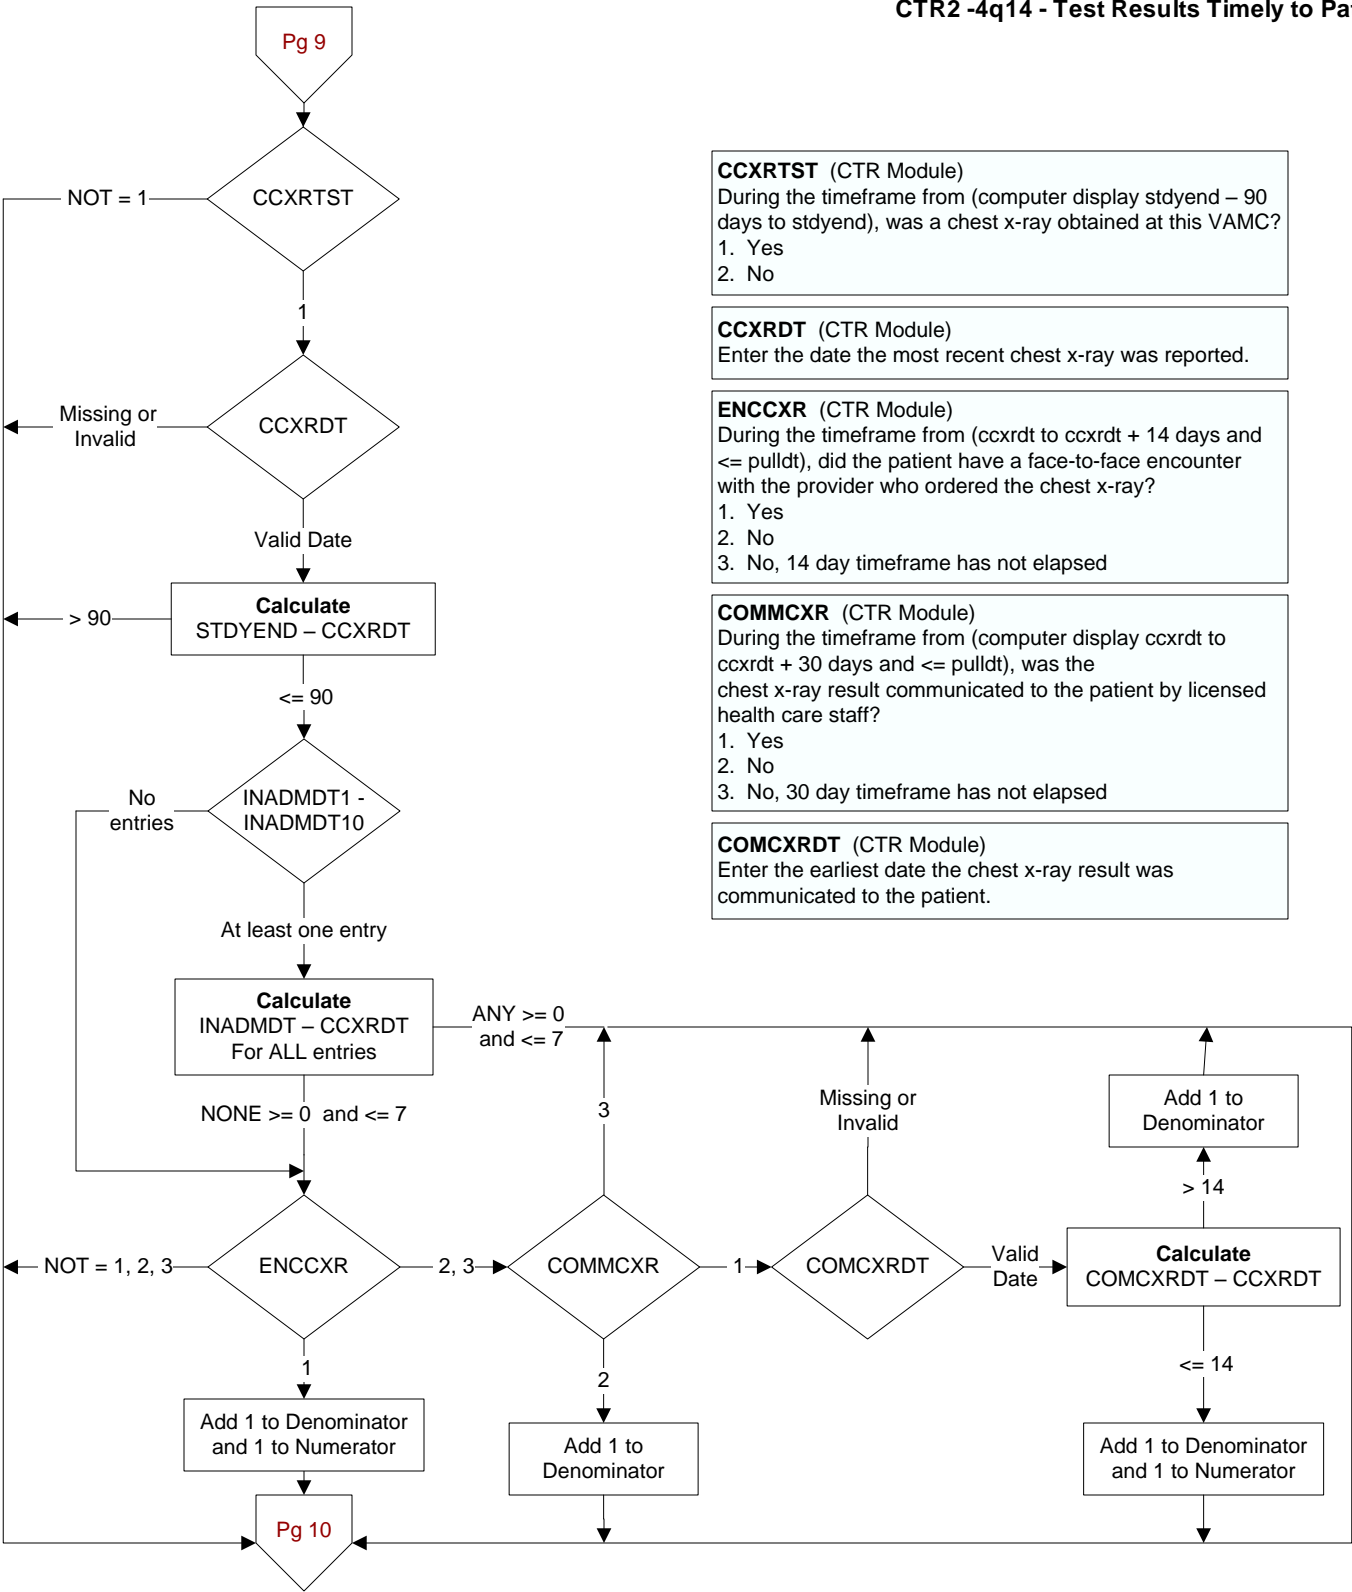 CTR2 -4q14 - Test Results Timely to Pa
Pg 9
CCXRTST
NOT = 1
1
CCXRDT
Missing or
Invalid
Valid Date
Calculate
STDYEND – CCXRDT
> 90
<= 90
INADMDT1 -
INADMDT10
No
entries
At least one entry
Calculate
INADMDT – CCXRDT
For ALL entries
ANY >= 0
and <= 7
NONE >= 0 and <= 7
ENCCXR
NOT = 1, 2, 3
2, 3
1
Add 1 to Denominator
and 1 to Numerator
Pg 10
COMMCXR
3
1
2
Add 1 to
Denominator
COMCXRDT
Missing or
Invalid
Valid
Date
Calculate
COMCXRDT – CCXRDT
> 14
Add 1 to
Denominator
<= 14
Add 1 to Denominator
and 1 to Numerator
CCXRTST (CTR Module)
During the timeframe from (computer display stdyend – 90
days to stdyend), was a chest x-ray obtained at this VAMC?
1. Yes
2. No
CCXRDT (CTR Module)
Enter the date the most recent chest x-ray was reported.
ENCCXR (CTR Module)
During the timeframe from (ccxrdt to ccxrdt + 14 days and
<= pulldt), did the patient have a face-to-face encounter
with the provider who ordered the chest x-ray?
1. Yes
2. No
3. No, 14 day timeframe has not elapsed
COMMCXR (CTR Module)
During the timeframe from (computer display ccxrdt to
ccxrdt + 30 days and <= pulldt), was the
chest x-ray result communicated to the patient by licensed
health care staff?
1. Yes
2. No
3. No, 30 day timeframe has not elapsed
COMCXRDT (CTR Module)
Enter the earliest date the chest x-ray result was
communicated to the patient.